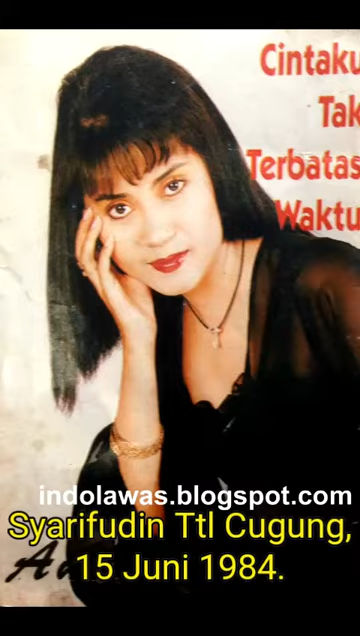 Cintaku
Tak
Terbatas
Waktu
indolawas.blogspot.com
Syarifudin Ttl Cugung,
15 Juni 1984.